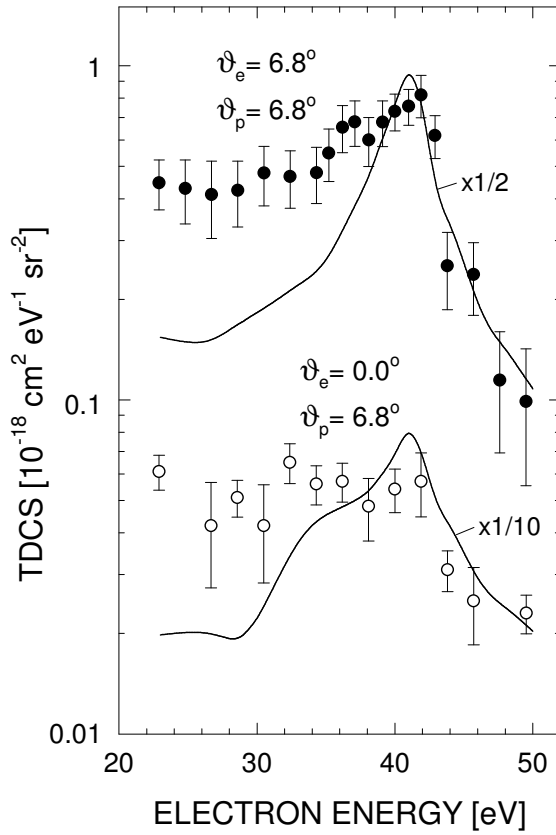 1
ϑe= 6.8°
ϑp= 6.8°
x1/2
ϑe= 0.0°
ϑp= 6.8°
0.1
x1/10
0.01
20 30 40 50
ELECTRON ENERGY [eV]
TDCS [10⁻¹⁸ cm² eV⁻¹ sr⁻²]